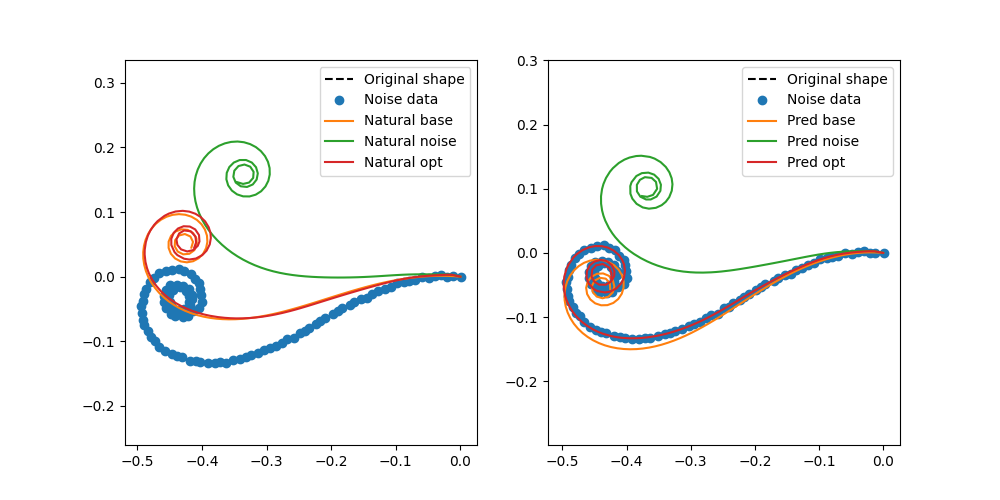 0.3
0.2
0.1
0.0
−0.1
−0.2
−0.5 −0.4 −0.3 −0.2 −0.1 0.0
Original shape
Noise data
Natural base
Natural noise
Natural opt
0.3
0.2
0.1
0.0
−0.1
−0.2
−0.5 −0.4 −0.3 −0.2 −0.1 0.0
Original shape
Noise data
Pred base
Pred noise
Pred opt